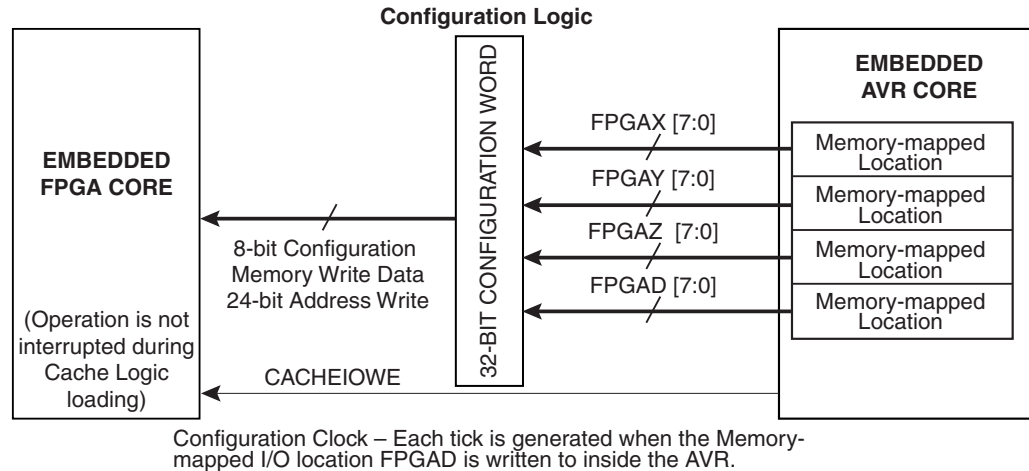 Configuration Logic
EMBEDDED
FPGA CORE
(Operation is not
interrupted during
Cache Logic
loading)
8-bit Configuration
Memory Write Data
24-bit Address Write
CACHEIOWE
32-BIT CONFIGURATION WORD
FPGAX [7:0]
FPGAY [7:0]
FPGAZ [7:0]
FPGAD [7:0]
EMBEDDED
AVR CORE
Memory-mapped
Location
Memory-mapped
Location
Memory-mapped
Location
Memory-mapped
Location
Configuration Clock – Each tick is generated when the Memory-
mapped I/O location FPGAD is written to inside the AVR.